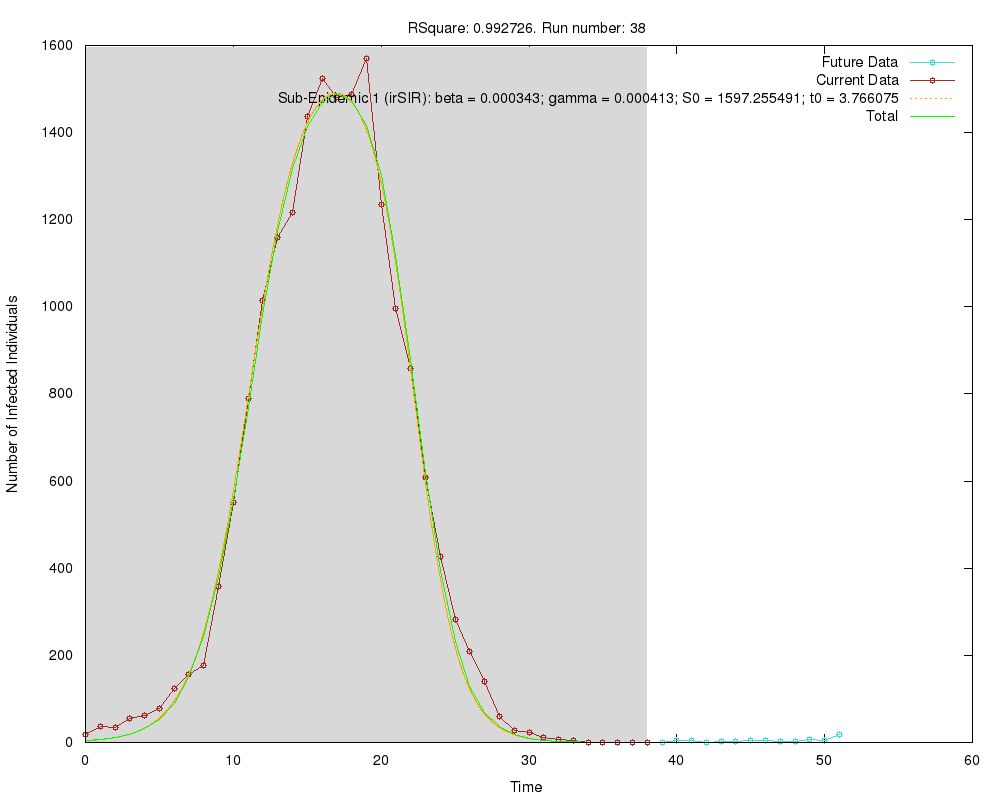 RSquare: 0.992726. Run number: 38
1600
1400
1200
1000
800
600
400
200
0
Number of Infected Individuals
Future Data
Current Data
Sub-Epidemic 1 (irSIR): beta = 0.000343; gamma = 0.000413; S0 = 1597.255491; t0 = 3.766075
Total
0 10 20 30 40 50 60
Time